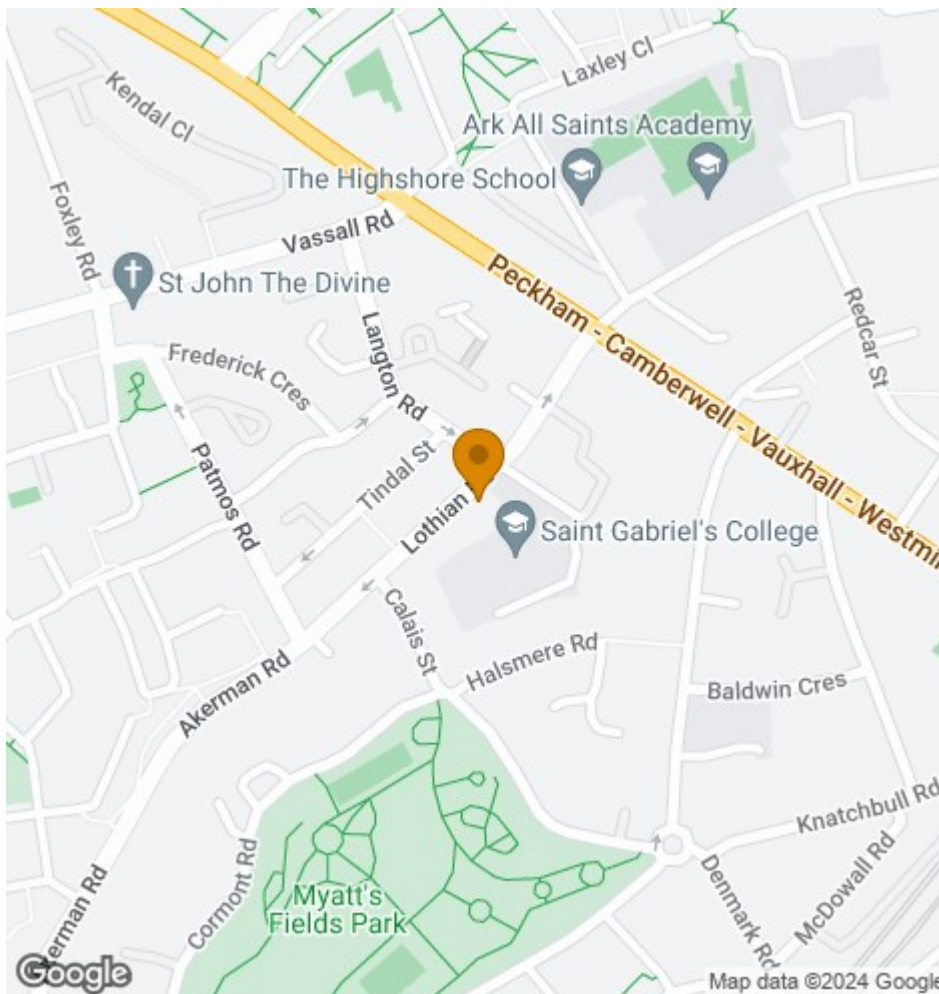 Laxley Cl
Kendal Cl
Ark All Saints Academy
The Highshore School
Foxley Rd
Vassall Rd
St John The Divine
Peckham - Camberwell - Vauxhall - Westmin
Redcar St
Langton Rd
Frederick Cres
Tindal St
Patmos Rd
Lothian
Saint Gabriel's College
Calais St
Halsmere Rd
Akerman Rd
Baldwin Cres
Knatchbull Rd
McDowall Rd
Denmark Rd
Cormont Rd
Myatt's
Fields Park
kerman Rd
Google
Map data ©2024 Google